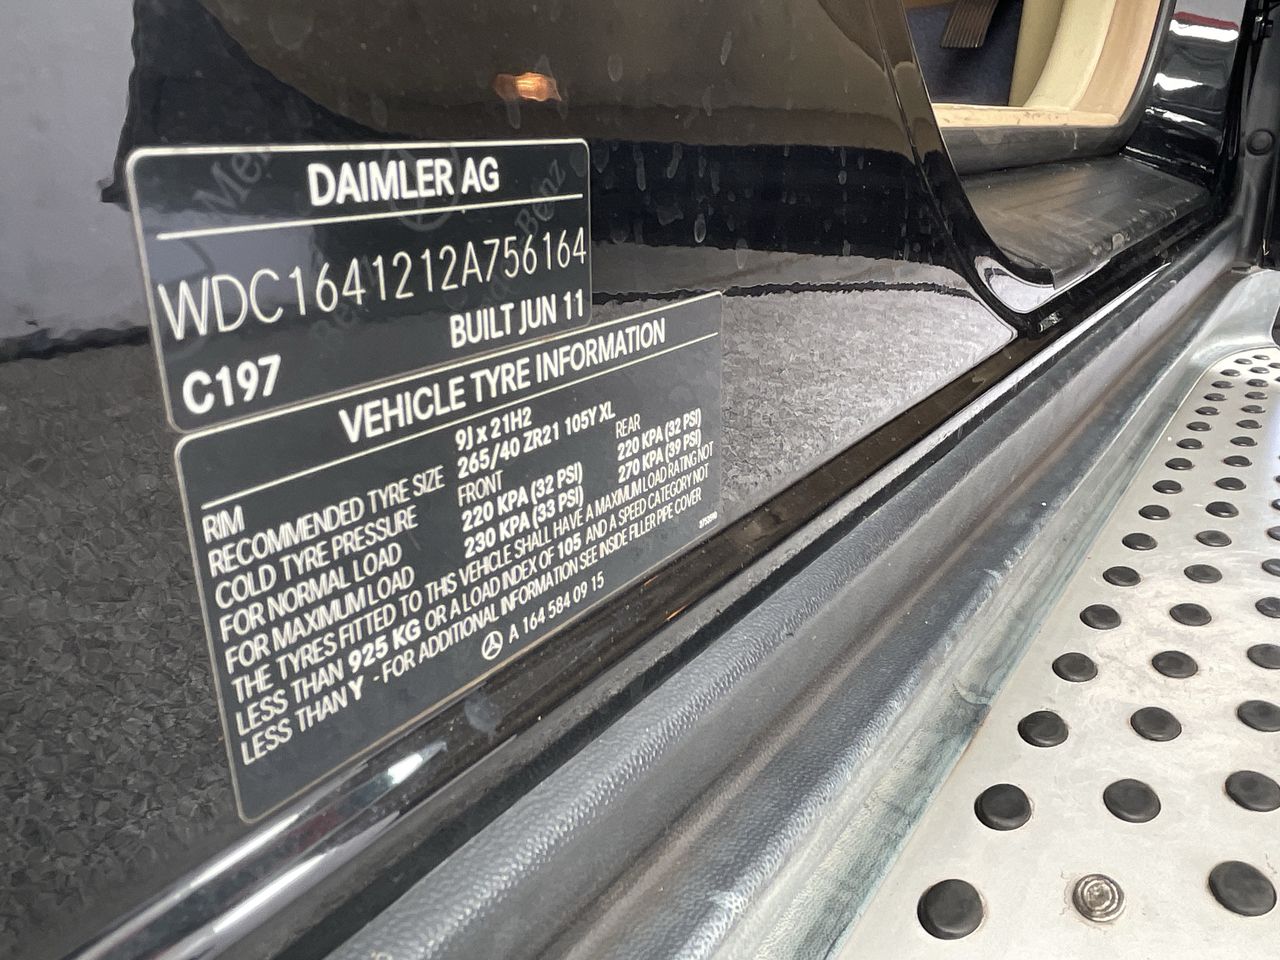 DAIMLER AG
WDC1641212A756164
BUILT JUN 11
C197
VEHICLE TYRE INFORMATION
RIM 9J x 21H2
RECOMMENDED TYRE SIZE 265/40 ZR21 105Y XL
COLD TYRE PRESSURE FRONT REAR
FOR NORMAL LOAD 220 KPA (32 PSI) 220 KPA (32 PSI)
FOR MAXIMUM LOAD 230 KPA (33 PSI) 270 KPA (39 PSI)
THE TYRES FITTED TO THIS VEHICLE SHALL HAVE A MAXIMUM LOAD RATING NOT
LESS THAN 925 KG OR A LOAD INDEX OF 105 AND A SPEED CATEGORY NOT
LESS THAN Y - FOR ADDITIONAL INFORMATION SEE INSIDE FILLER PIPE COVER
A 164 584 09 15